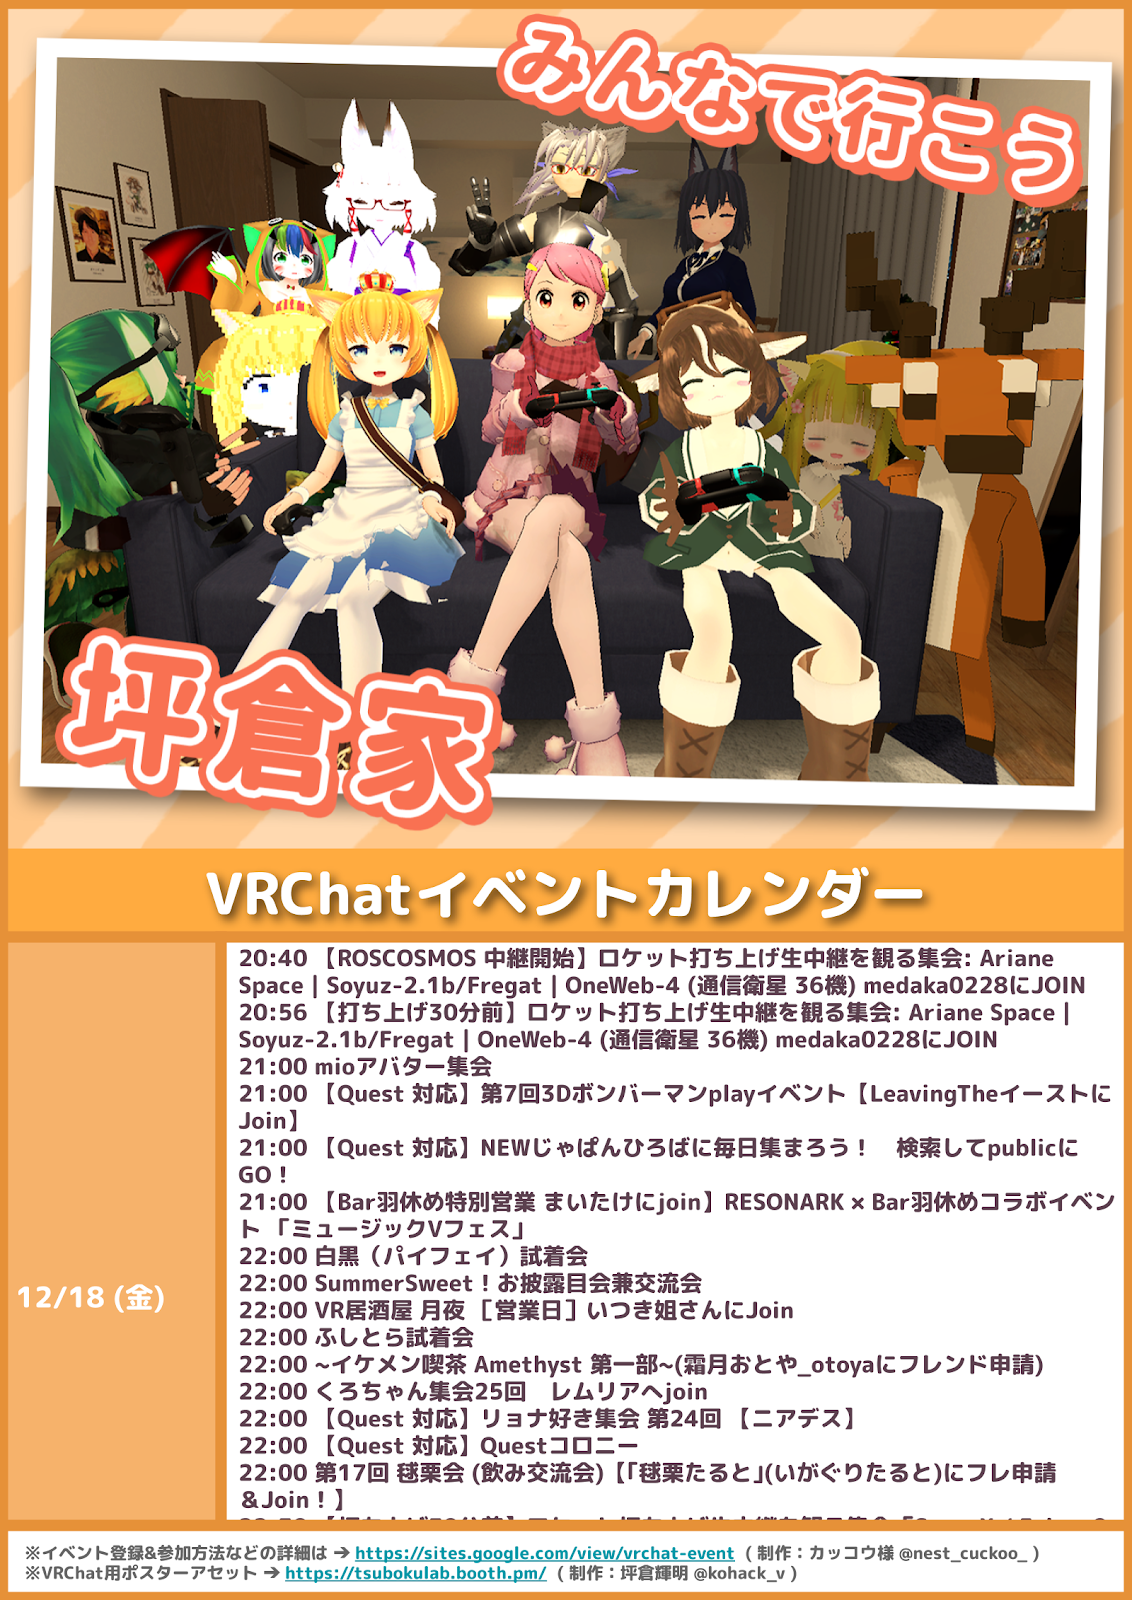 みんなで行こう
坪倉家
VRChatイベントカレンダー
12/18 (金)
20:40 【ROSCOSMOS 中継開始】ロケット打ち上げ生中継を観る集会: Ariane
Space | Soyuz-2.1b/Fregat | OneWeb-4 (通信衛星 36機) medaka0228にJOIN
20:56 【打ち上げ30分前】ロケット打ち上げ生中継を観る集会: Ariane Space |
Soyuz-2.1b/Fregat | OneWeb-4 (通信衛星 36機) medaka0228にJOIN
21:00 mioアバター集会
21:00 【Quest 対応】第7回3Dボンバーマンplayイベント【LeavingTheイーストに
Join】
21:00 【Quest 対応】NEWじゃぱんひろばに毎日集まろう！　検索してpublicに
GO！
21:00 【Bar羽休め特別営業 まいたけにjoin】RESONARK × Bar羽休めコラボイベン
ト 「ミュージックVフェス」
22:00 白黒（パイフェイ）試着会
22:00 SummerSweet！お披露目会兼交流会
22:00 VR居酒屋 月夜 ［営業日］いつき姐さんにJoin
22:00 ふしとら試着会
22:00 ~イケメン喫茶 Amethyst 第一部~(霜月おとや_otoyaにフレンド申請)
22:00 くろちゃん集会25回　レムリアへjoin
22:00 【Quest 対応】リョナ好き集会 第24回 【ニアデス】
22:00 【Quest 対応】Questコロニー
22:00 第17回 毬栗会 (飲み交流会)【｢毬栗たると｣(いがぐりたると)にフレ申請
＆Join！】
※イベント登録&参加方法などの詳細は → https://sites.google.com/view/vrchat-event ( 制作：カッコウ様 @nest_cuckoo_ )
※VRChat用ポスターアセット → https://tsubokulab.booth.pm/ ( 制作：坪倉輝明 @kohack_v )